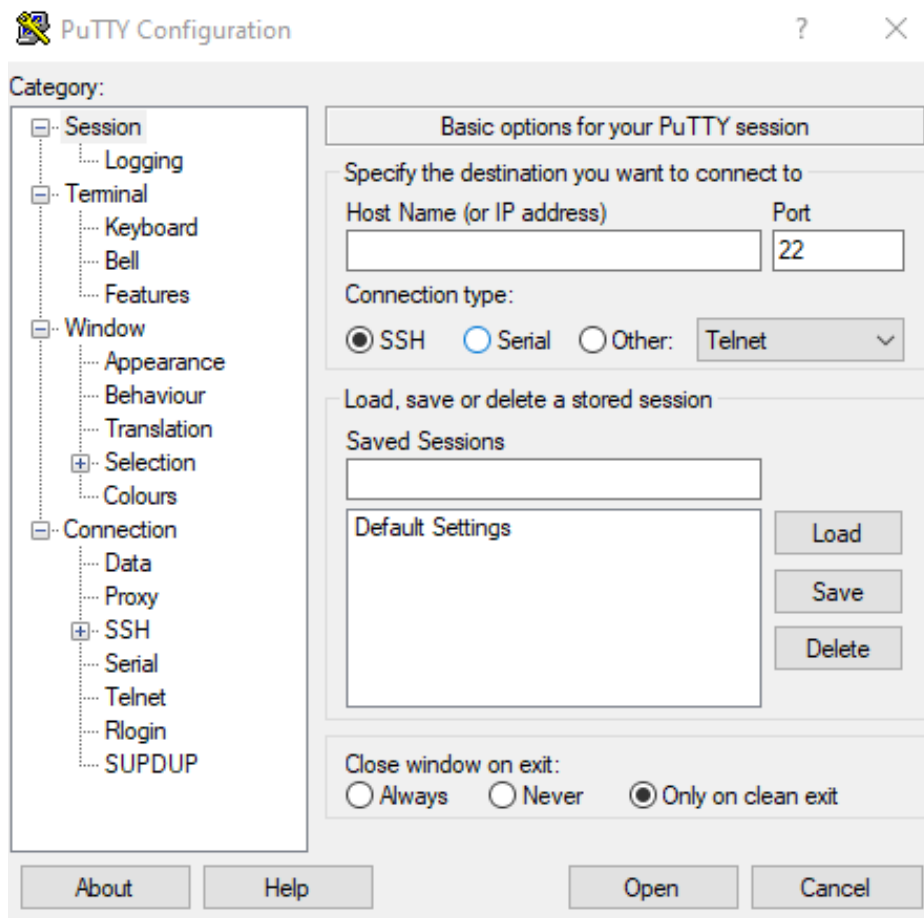 PuTTY Configuration
Category:
Session
Logging
Terminal
Keyboard
Bell
Features
Window
Appearance
Behaviour
Translation
Selection
Colours
Connection
Data
Proxy
SSH
Serial
Telnet
Rlogin
SUPDUP
Basic options for your PuTTY session
Specify the destination you want to connect to
Host Name (or IP address) Port
22
Connection type:
SSH Serial Other: Telnet
Load, save or delete a stored session
Saved Sessions
Default Settings
Load
Save
Delete
Close window on exit:
Always Never Only on clean exit
About Help Open Cancel